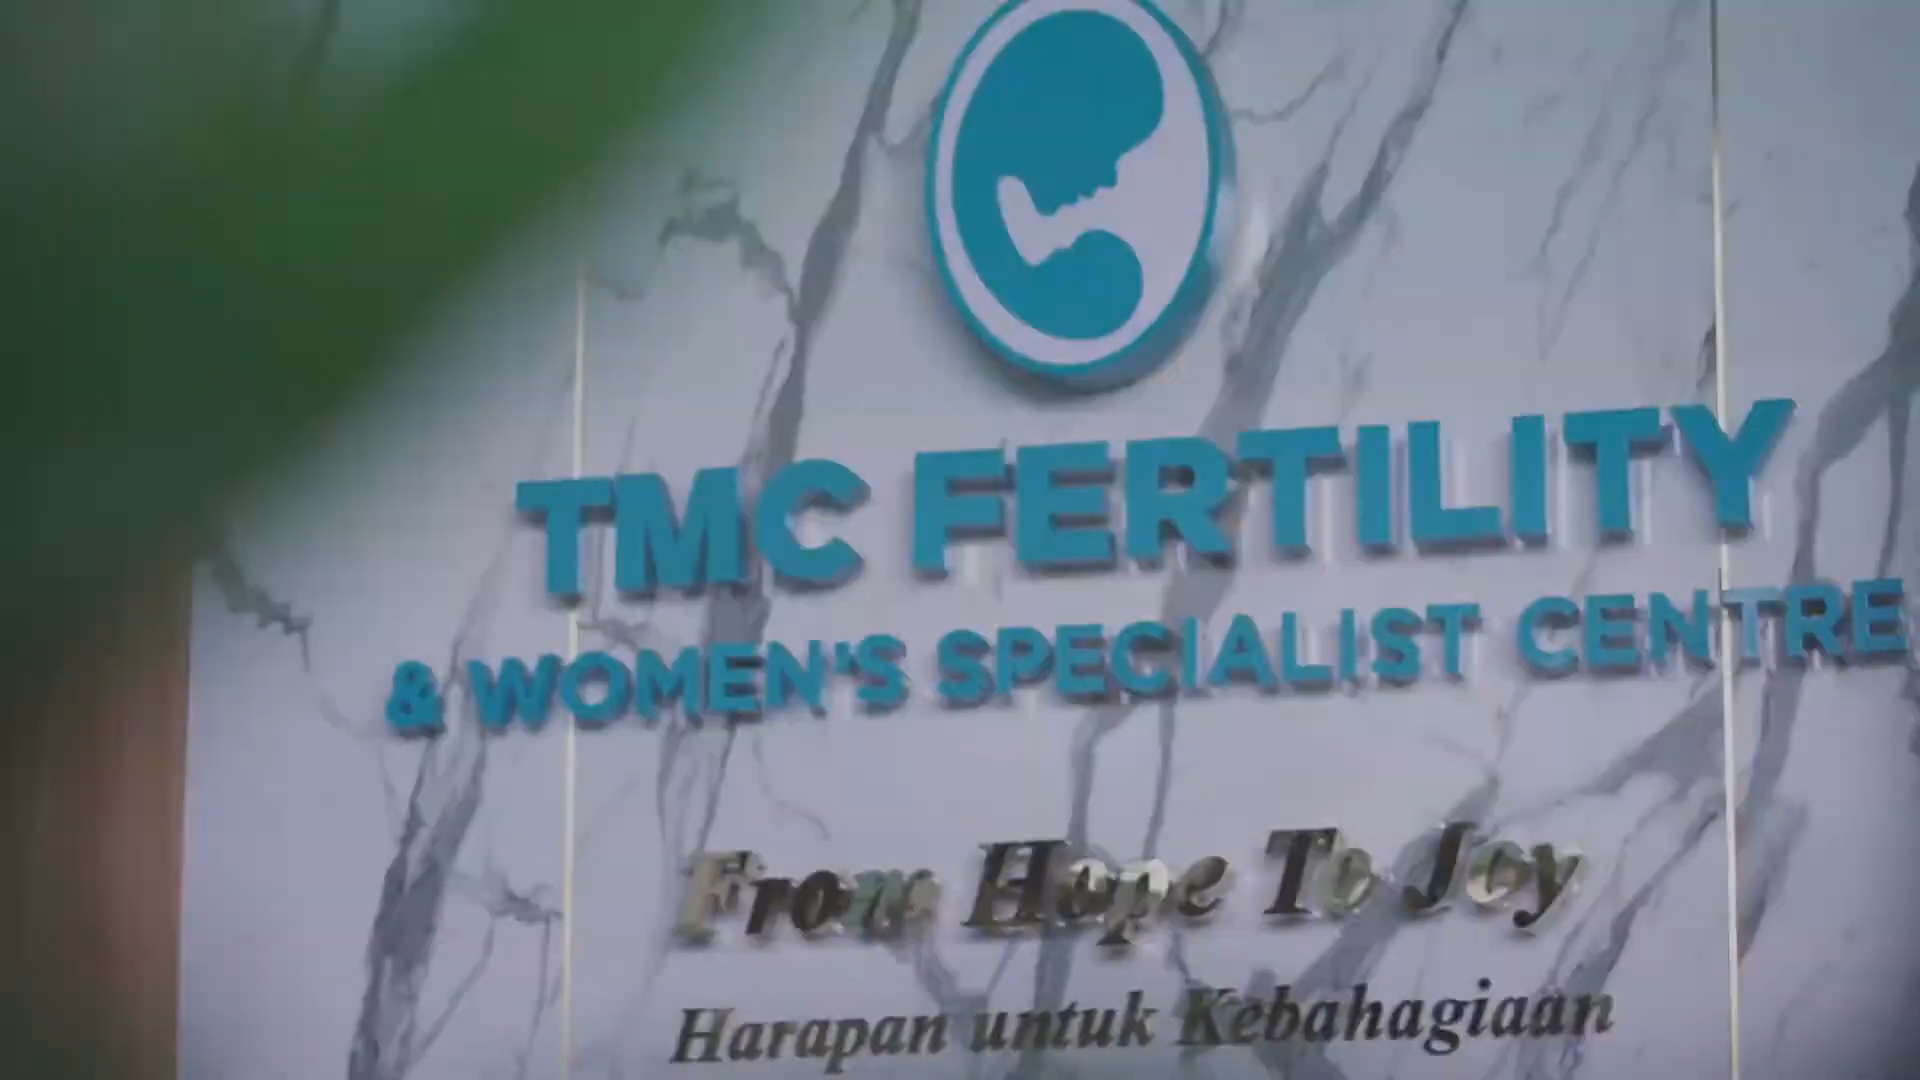 TMC FERTILITY
& WOMEN'S SPECIALIST CENTRE
From Hope To Joy
Harapan untuk Kebahagiaan